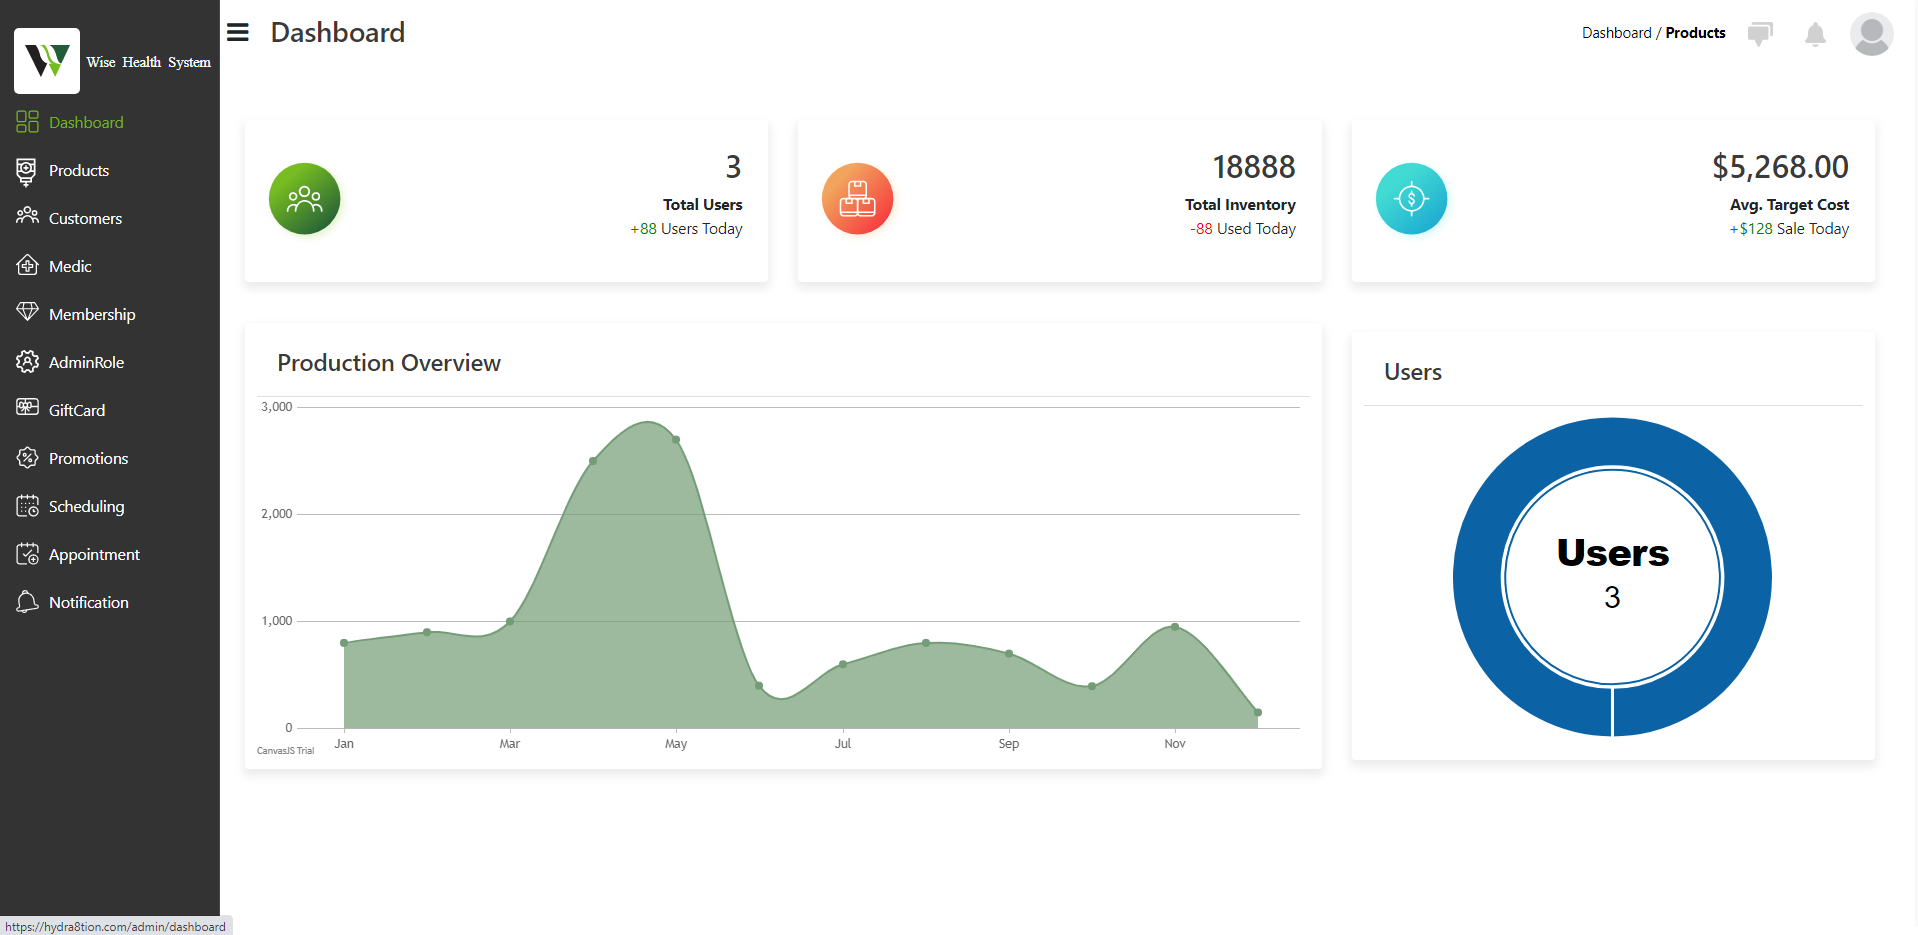 Wise Health System
Dashboard
Products
Customers
Medic
Membership
AdminRole
GiftCard
Promotions
Scheduling
Appointment
Notification
https://hydra8tion.com/admin/dashboard
Dashboard
Dashboard / Products
3
Total Users
+88 Users Today
18888
Total Inventory
-88 Used Today
$5,268.00
Avg. Target Cost
+$128 Sale Today
Production Overview
3,000
2,000
1,000
0
Jan Mar May Jul Sep Nov
CanvasJS Trial
Users
Users
3